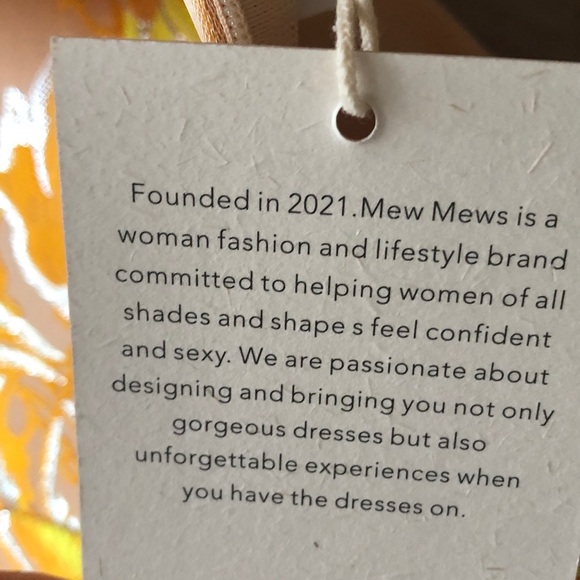 Founded in 2021.Mew Mews is a
woman fashion and lifestyle brand
committed to helping women of all
shades and shape s feel confident
and sexy. We are passionate about
designing and bringing you not only
gorgeous dresses but also
unforgettable experiences when
you have the dresses on.